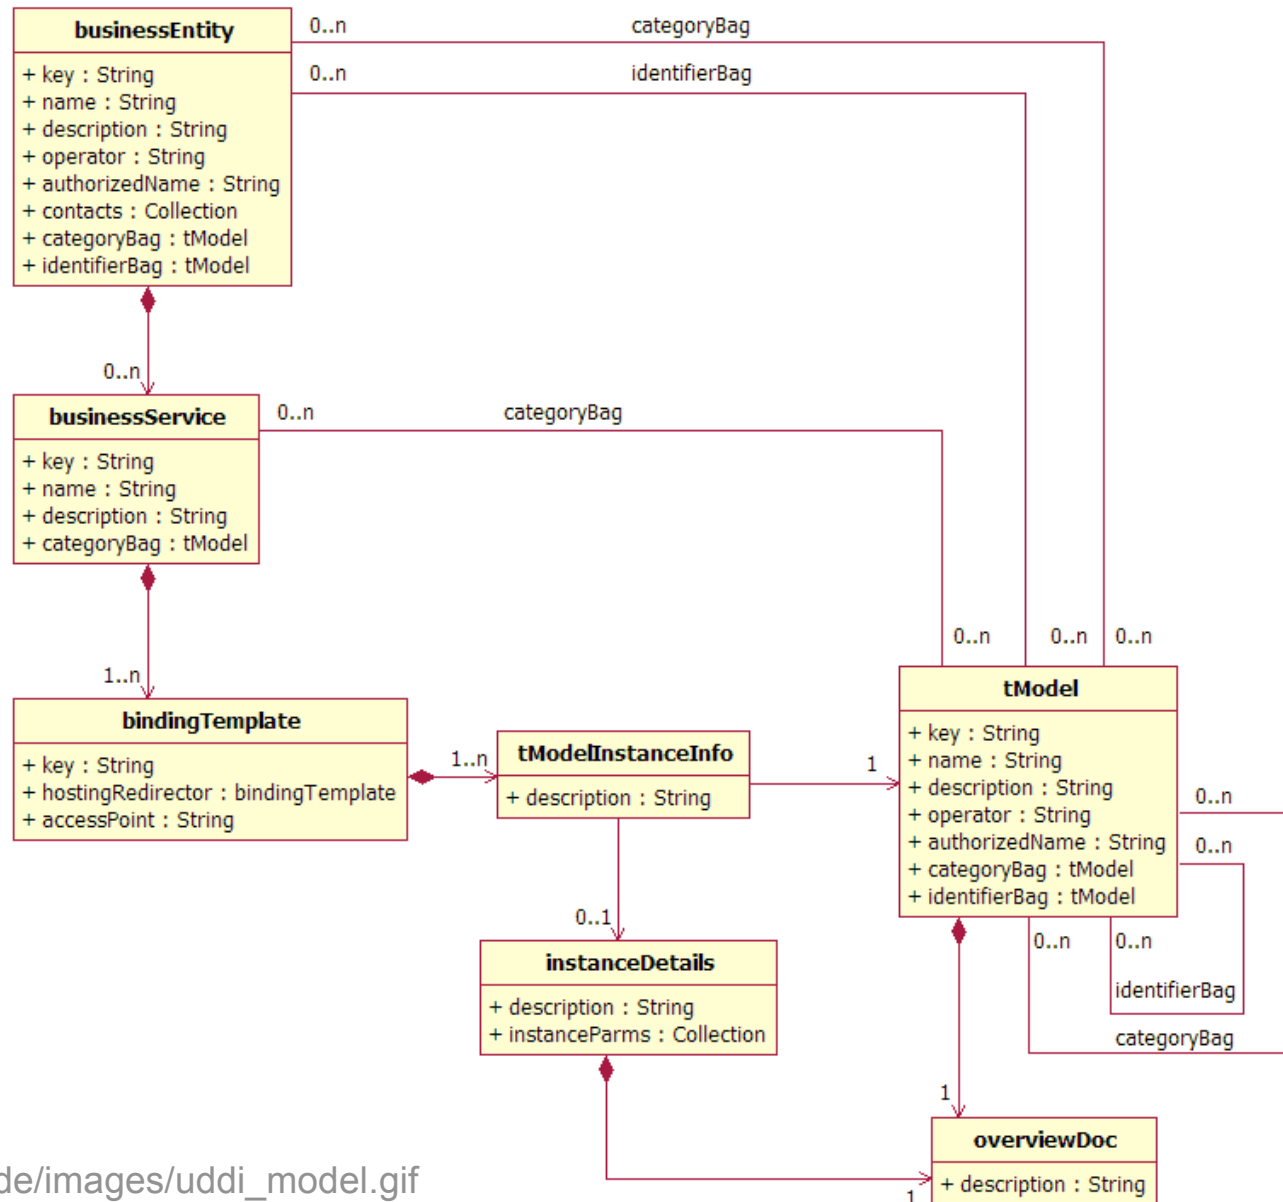 businessEntity
+ key : String
+ name : String
+ description : String
+ operator : String
+ authorizedName : String
+ contacts : Collection
+ categoryBag : tModel
+ identifierBag : tModel
0..n categoryBag
0..n identifierBag
0..n
businessService
+ key : String
+ name : String
+ description : String
+ categoryBag : tModel
0..n categoryBag
0..n 0..n 0..n
1..n
bindingTemplate
+ key : String
+ hostingRedirector : bindingTemplate
+ accessPoint : String
1..n
tModelInstanceInfo
+ description : String
1
tModel
+ key : String
+ name : String
+ description : String
+ operator : String
+ authorizedName : String
+ categoryBag : tModel
+ identifierBag : tModel
0..n
0..n
0..n 0..n
identifierBag
categoryBag
0..1
instanceDetails
+ description : String
+ instanceParms : Collection
1
overviewDoc
+ description : String
1
de/images/uddi_model.gif